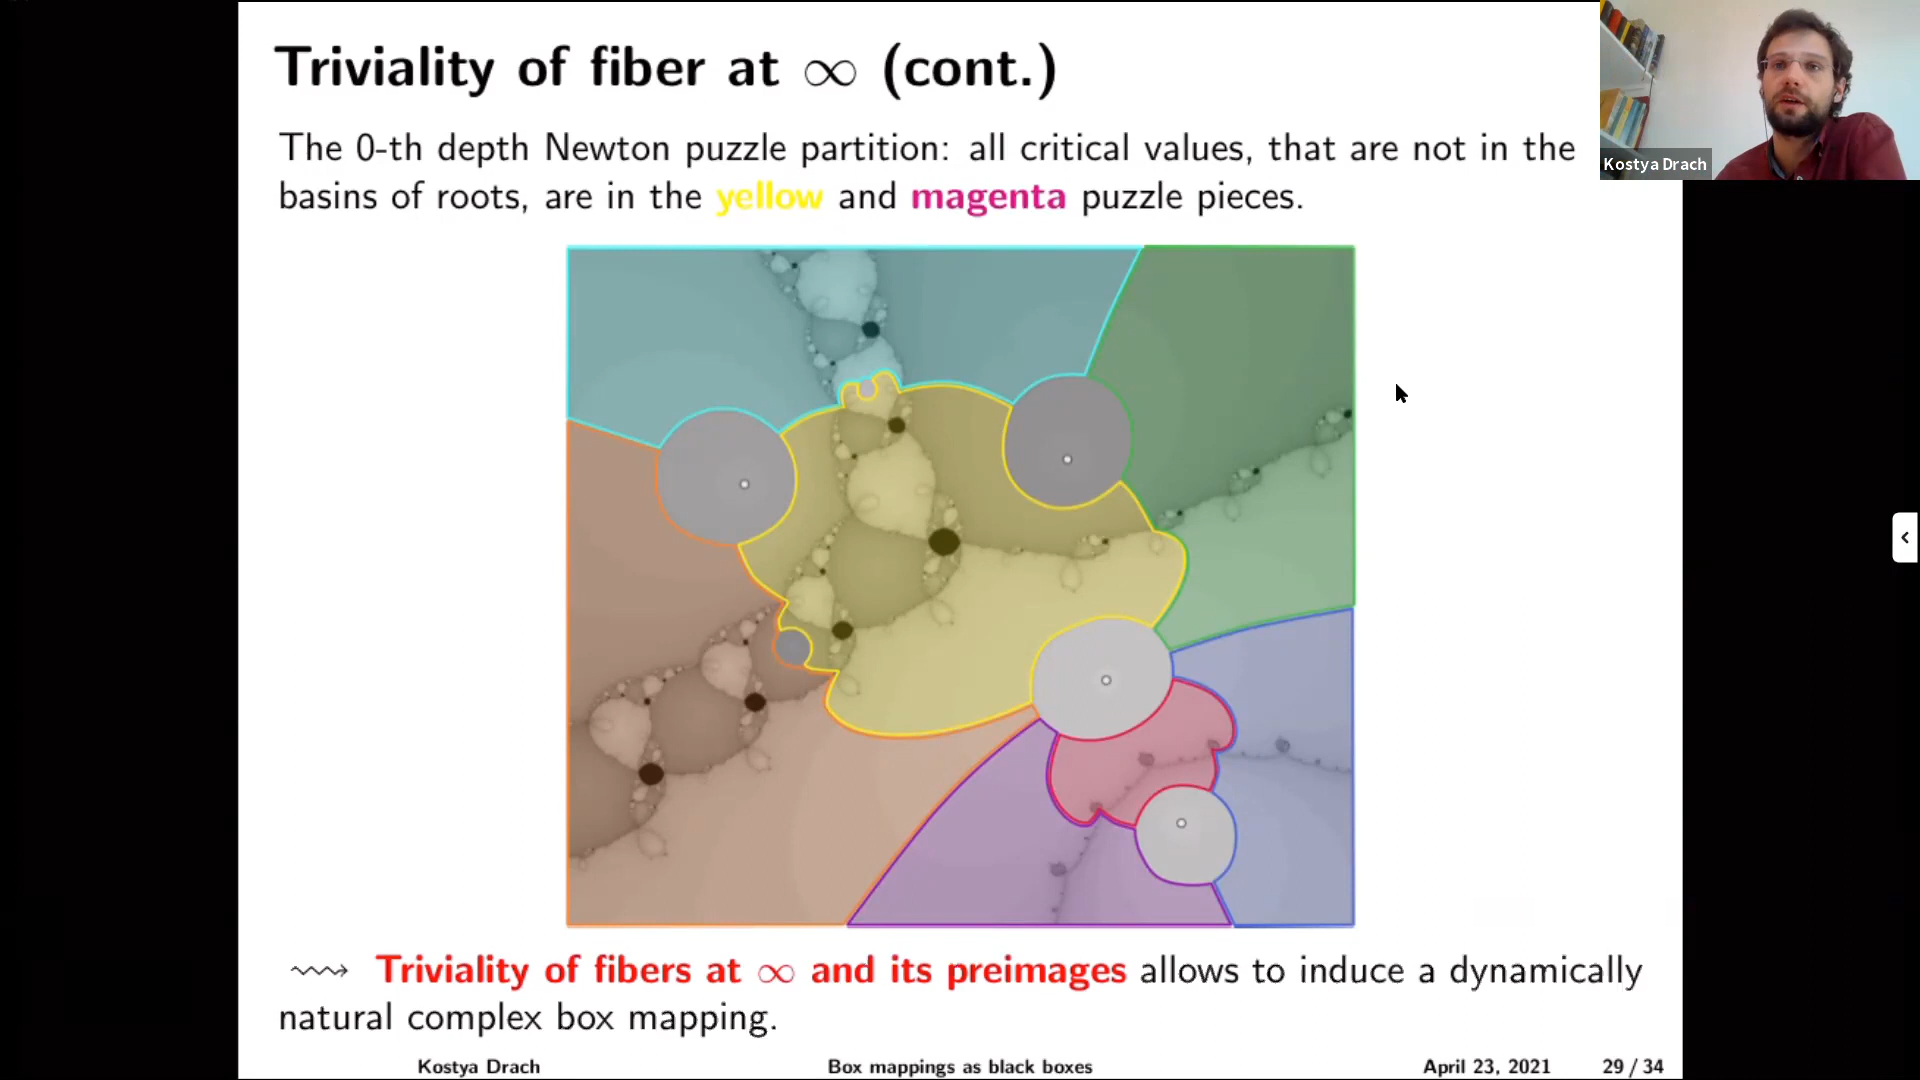 Triviality of fiber at ∞ (cont.)
The 0-th depth Newton puzzle partition: all critical values, that are not in the
basins of roots, are in the yellow and magenta puzzle pieces.
Kostya Drach
⇝ Triviality of fibers at ∞ and its preimages allows to induce a dynamically
natural complex box mapping.
Kostya Drach Box mappings as black boxes April 23, 2021 29 / 34